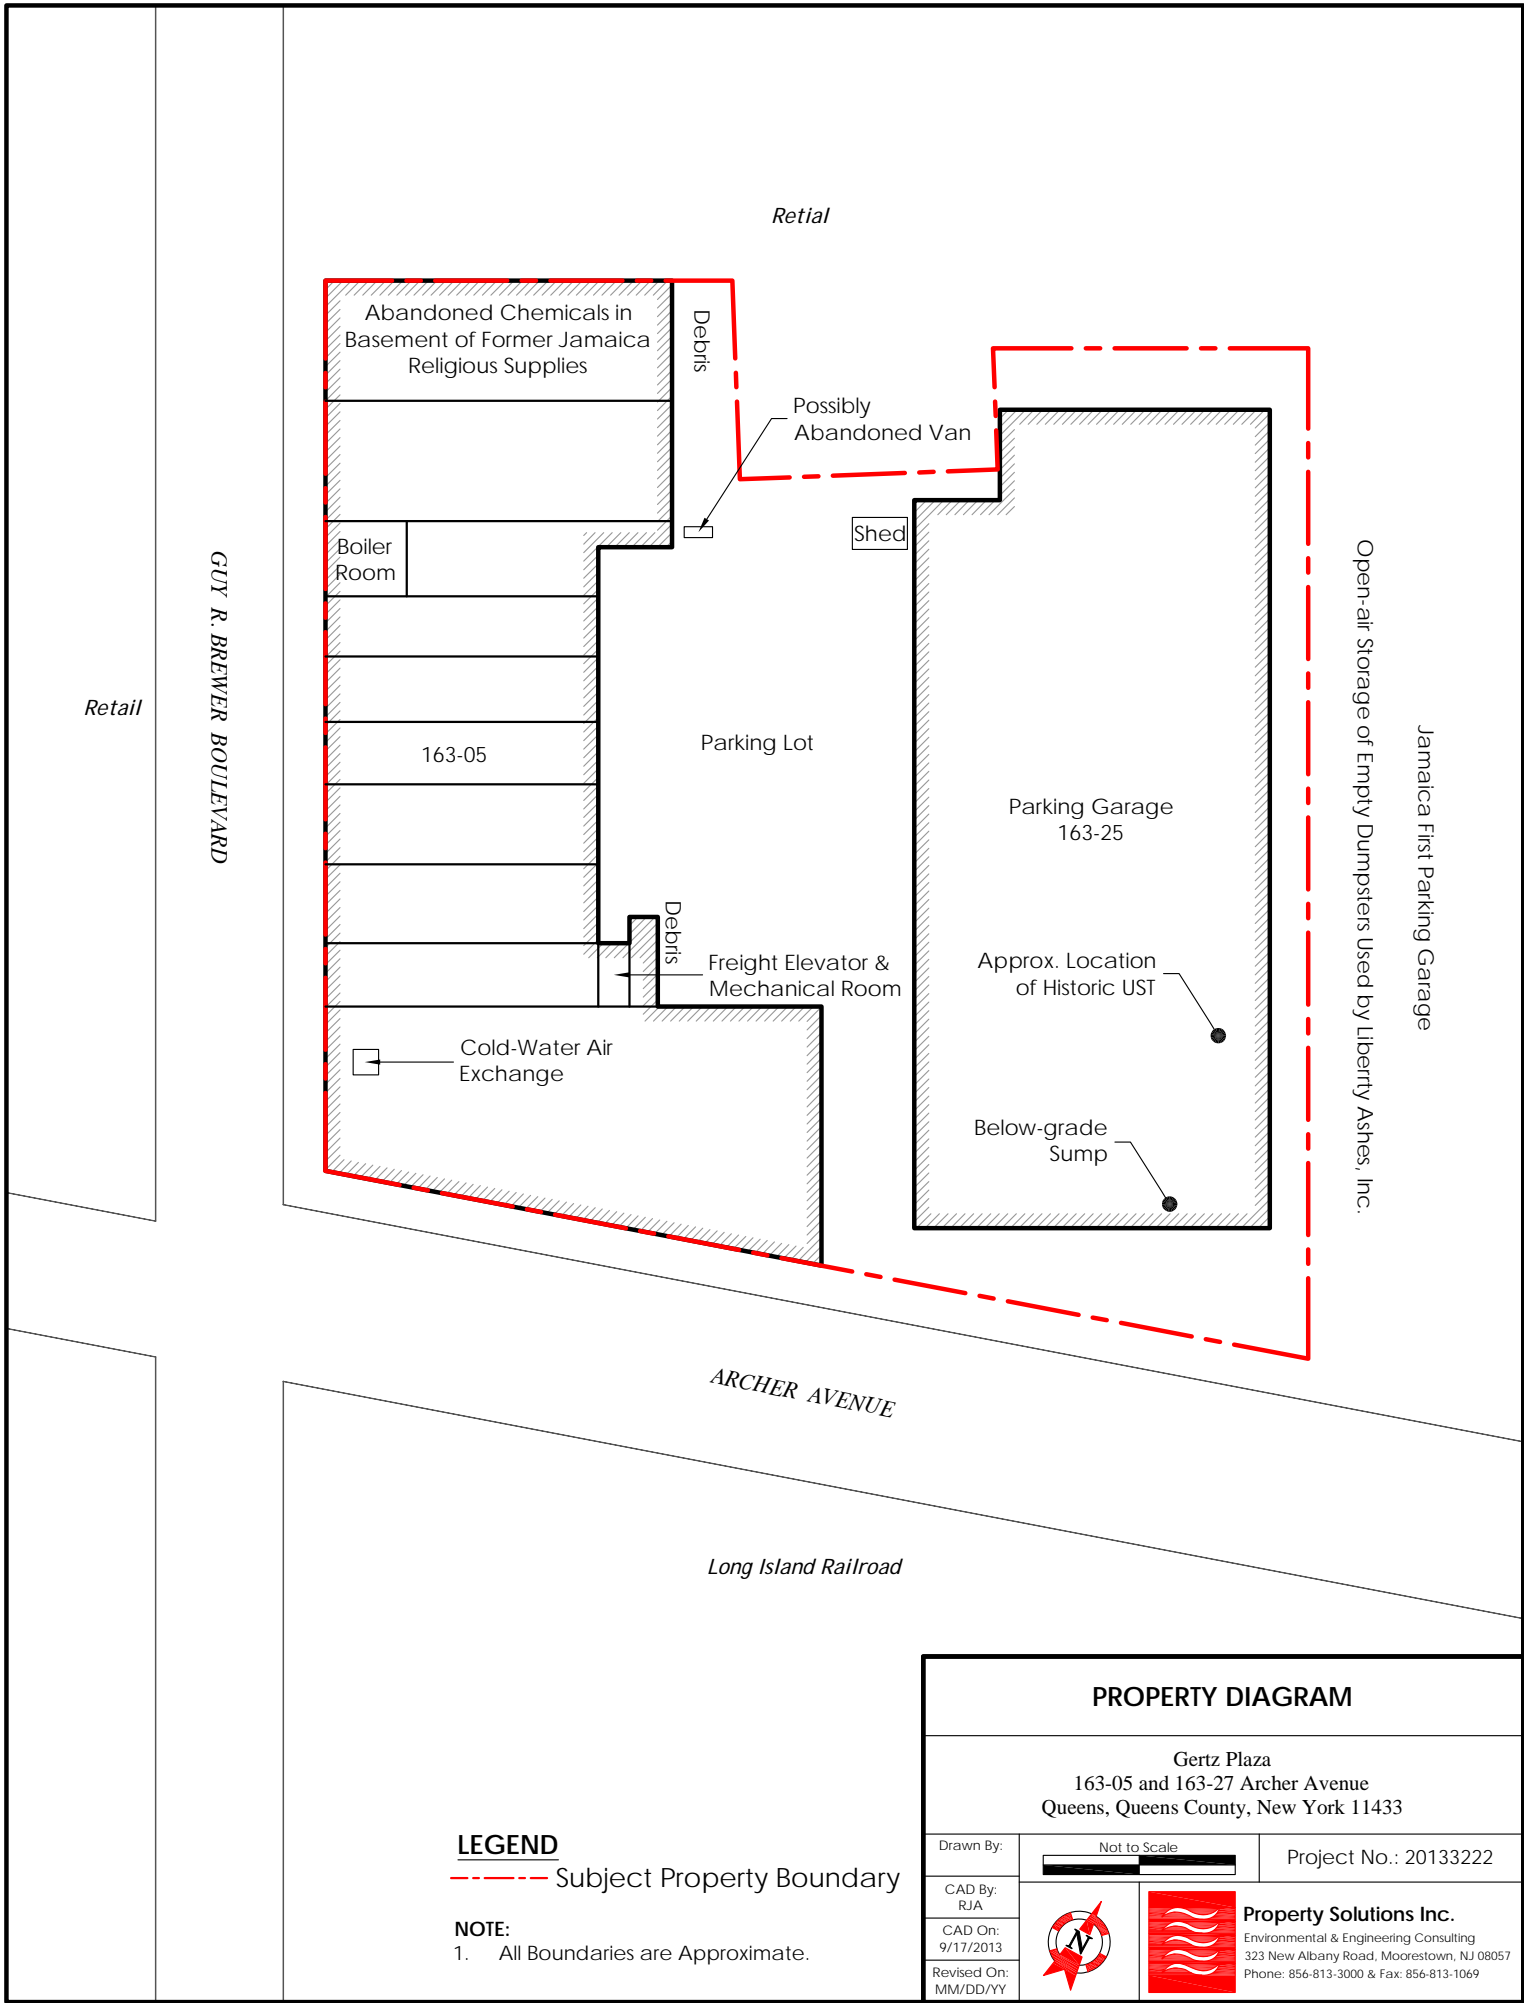 Retial
Abandoned Chemicals in
Basement of Former Jamaica
Religious Supplies
Debris
Possibly
Abandoned Van
Shed
Boiler
Room
GUY R. BREWER BOULEVARD
Retail
163-05
Parking Lot
Parking Garage
163-25
Open-air Storage of Empty Dumpsters Used by Liberrty Ashes, Inc.
Jamaica First Parking Garage
Debris
Freight Elevator &
Mechanical Room
Approx. Location
of Historic UST
Cold-Water Air
Exchange
Below-grade
Sump
ARCHER AVENUE
Long Island Railroad
LEGEND
Subject Property Boundary
NOTE:
1. All Boundaries are Approximate.
PROPERTY DIAGRAM
Gertz Plaza
163-05 and 163-27 Archer Avenue
Queens, Queens County, New York 11433
Drawn By:
Not to Scale
Project No.: 20133222
CAD By:
RJA
CAD On:
9/17/2013
Revised On:
MM/DD/YY
N
Property Solutions Inc.
Environmental & Engineering Consulting
323 New Albany Road, Moorestown, NJ 08057
Phone: 856-813-3000 & Fax: 856-813-1069